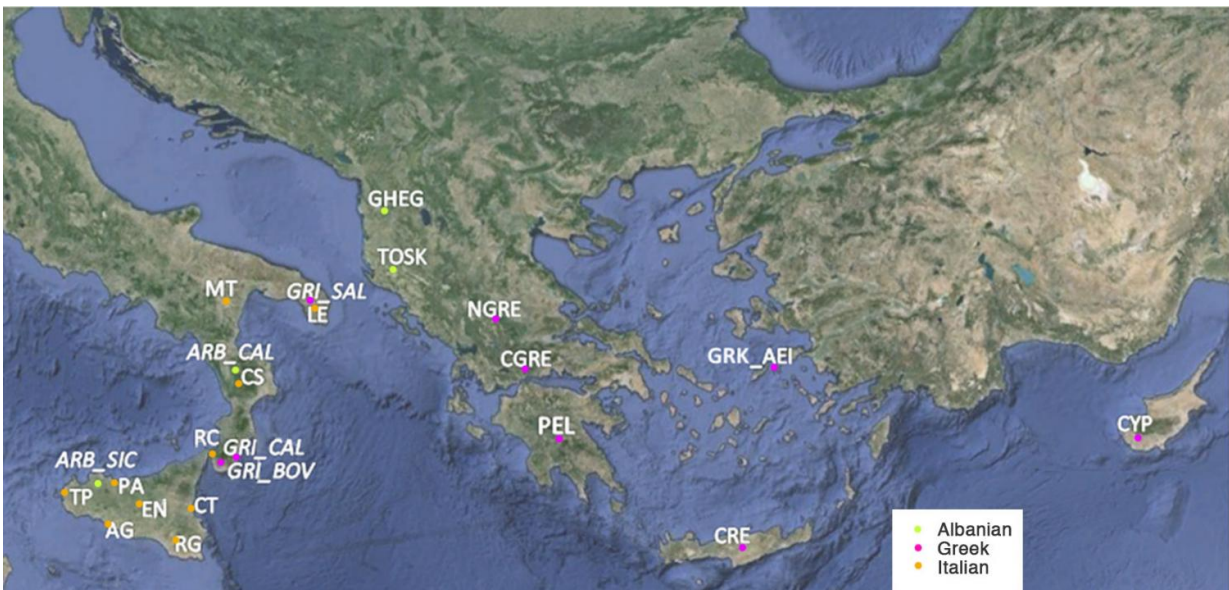 GHEG
TOSK
MT
GRI_SAL
LE
NGRE
ARB_CAL
CS
CGRE
GRK_AEI
PEL
CYP
RC
GRI_CAL
GRI_BOV
ARB_SIC
TP
PA
EN
CT
AG
RG
CRE
Albanian
Greek
Italian